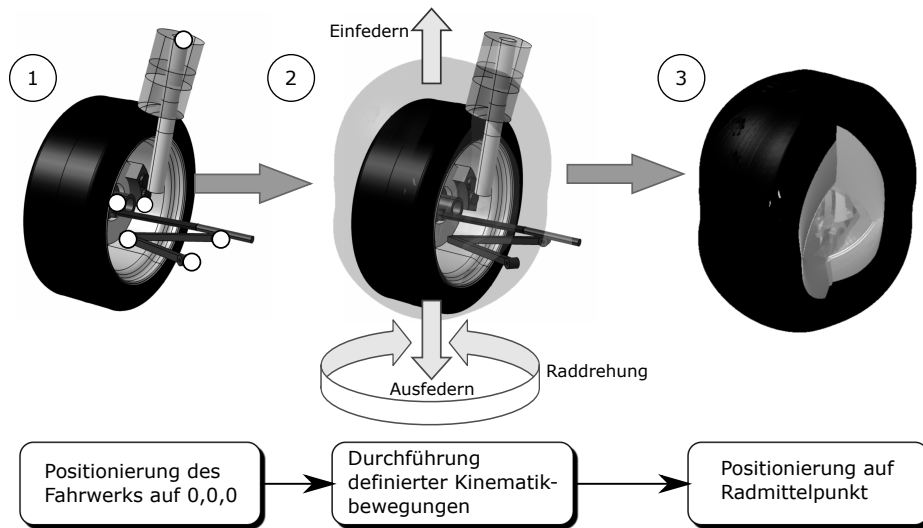 Einfedern
1
2
3
Raddrehung
Ausfedern
Positionierung des
Fahrwerks auf 0,0,0
Durchführung
definierter Kinematik-
bewegungen
Positionierung auf
Radmittelpunkt